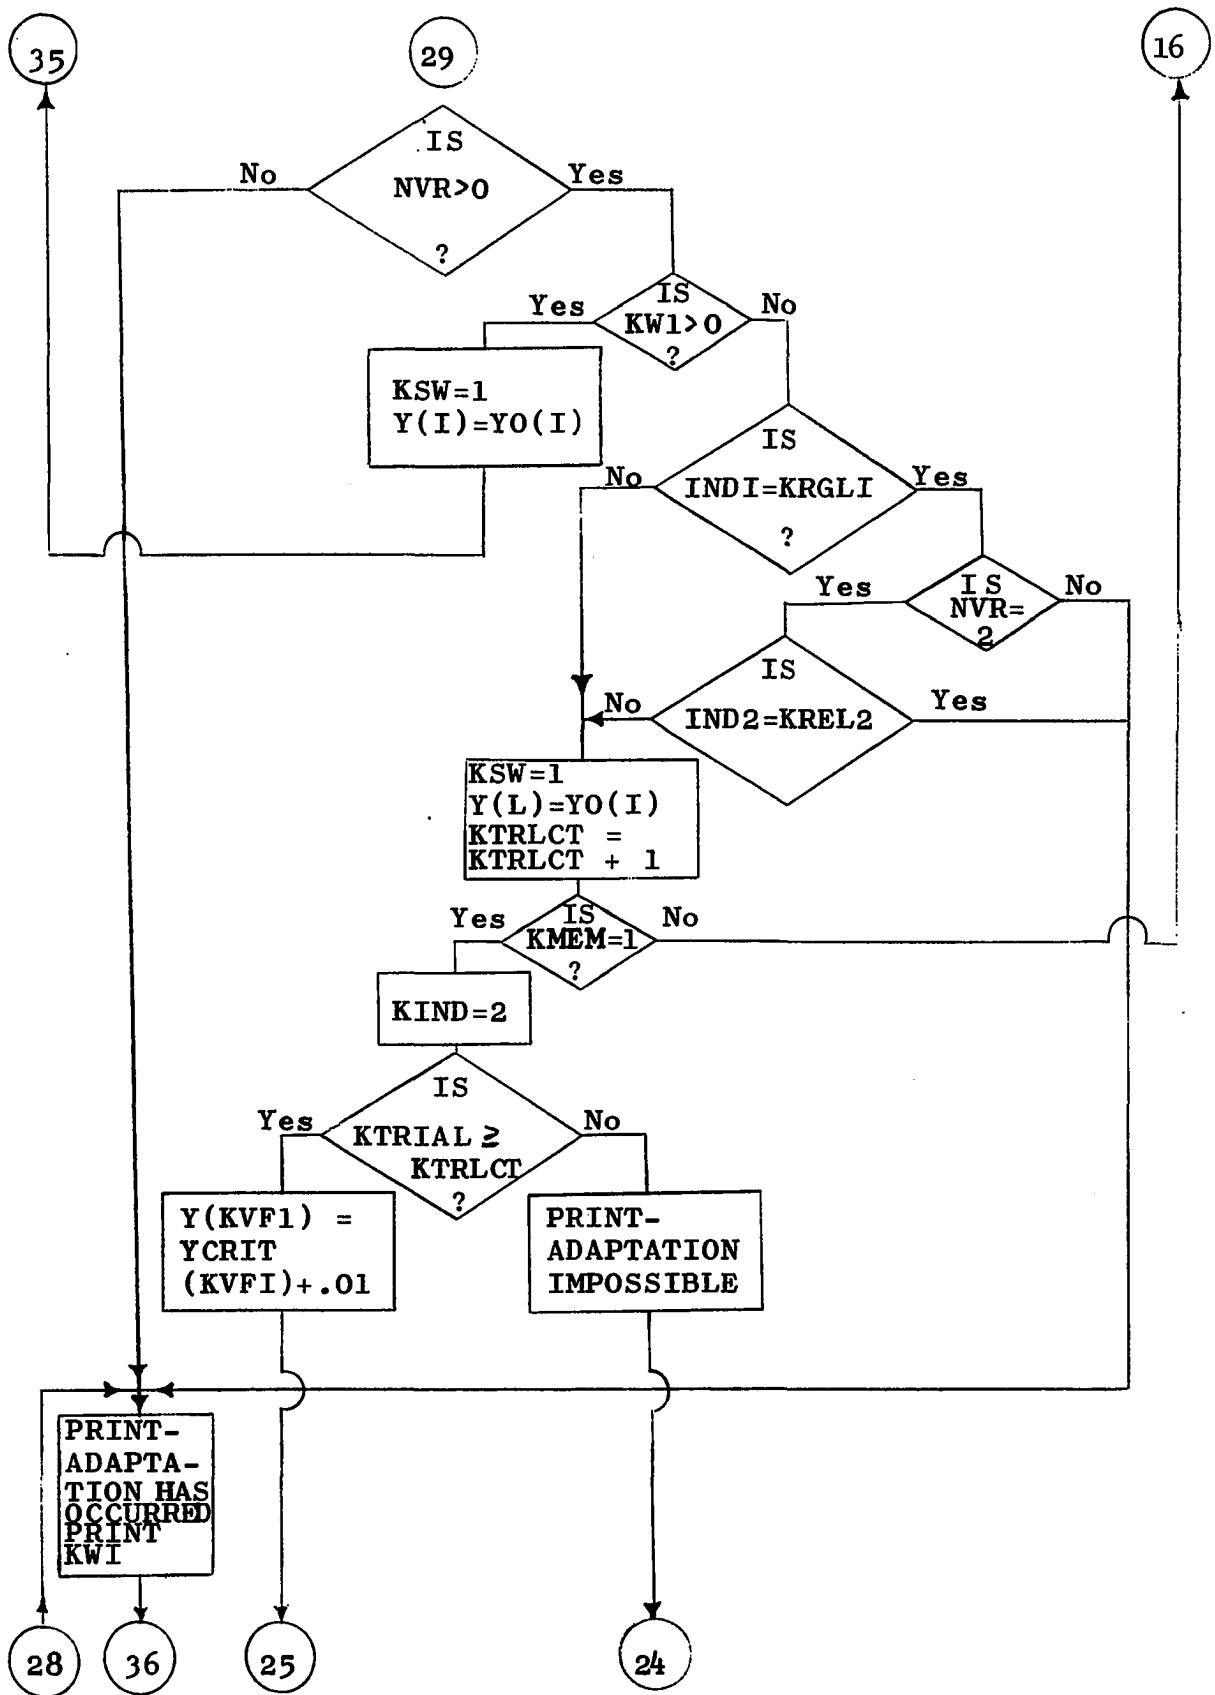 35
29
16
IS
NVR>0
?
No
Yes
IS
KW1>0
?
Yes
No
KSW=1
Y(I)=YO(I)
IS
INDI=KRGLI
?
No
Yes
IS
NVR=
2
Yes
No
IS
IND2=KREL2
No
Yes
KSW=1
Y(L)=YO(I)
KTRLCT =
KTRLCT + 1
IS
KMEM=1
?
Yes
No
KIND=2
IS
KTRIAL ≥
KTRLCT
?
Yes
No
Y(KVF1) =
YCRIT
(KVFI)+.01
PRINT-
ADAPTATION
IMPOSSIBLE
PRINT-
ADAPTA-
TION HAS
OCCURRED
PRINT
KWI
28
36
25
24